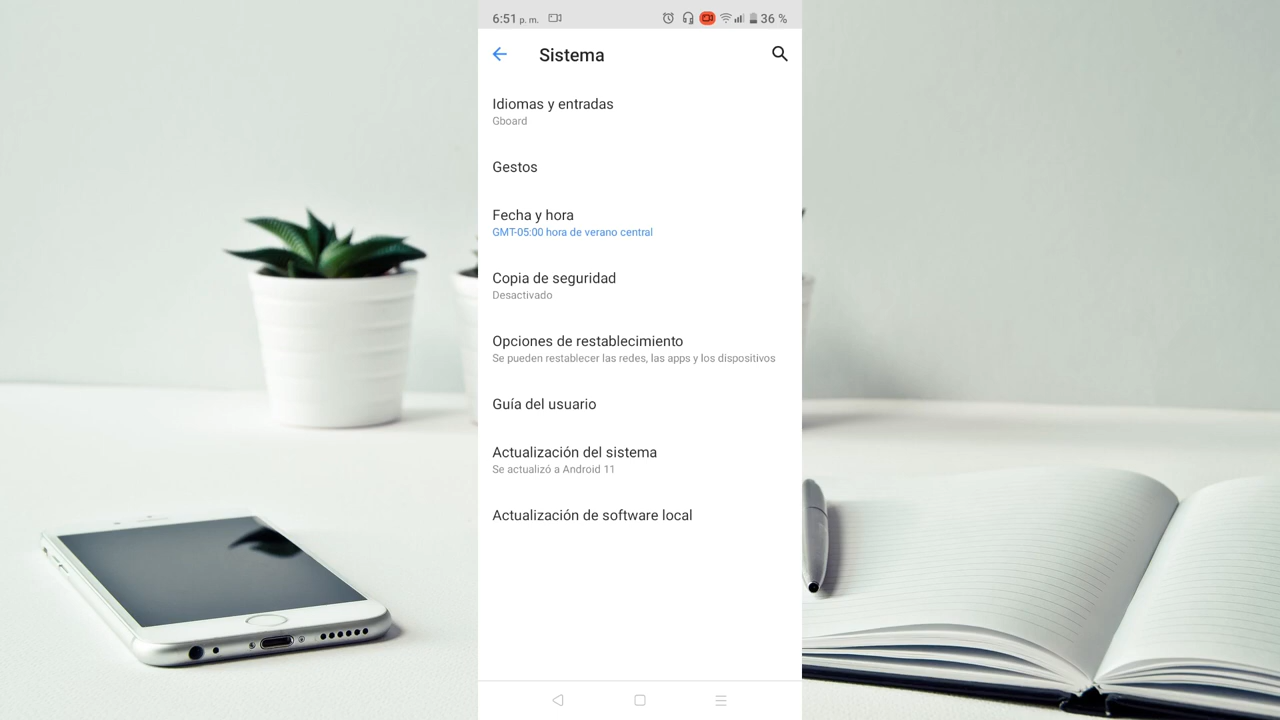 6:51 p. m. 36 %
Sistema
Idiomas y entradas
Gboard
Gestos
Fecha y hora
GMT-05:00 hora de verano central
Copia de seguridad
Desactivado
Opciones de restablecimiento
Se pueden restablecer las redes, las apps y los dispositivos
Guía del usuario
Actualización del sistema
Se actualizó a Android 11
Actualización de software local